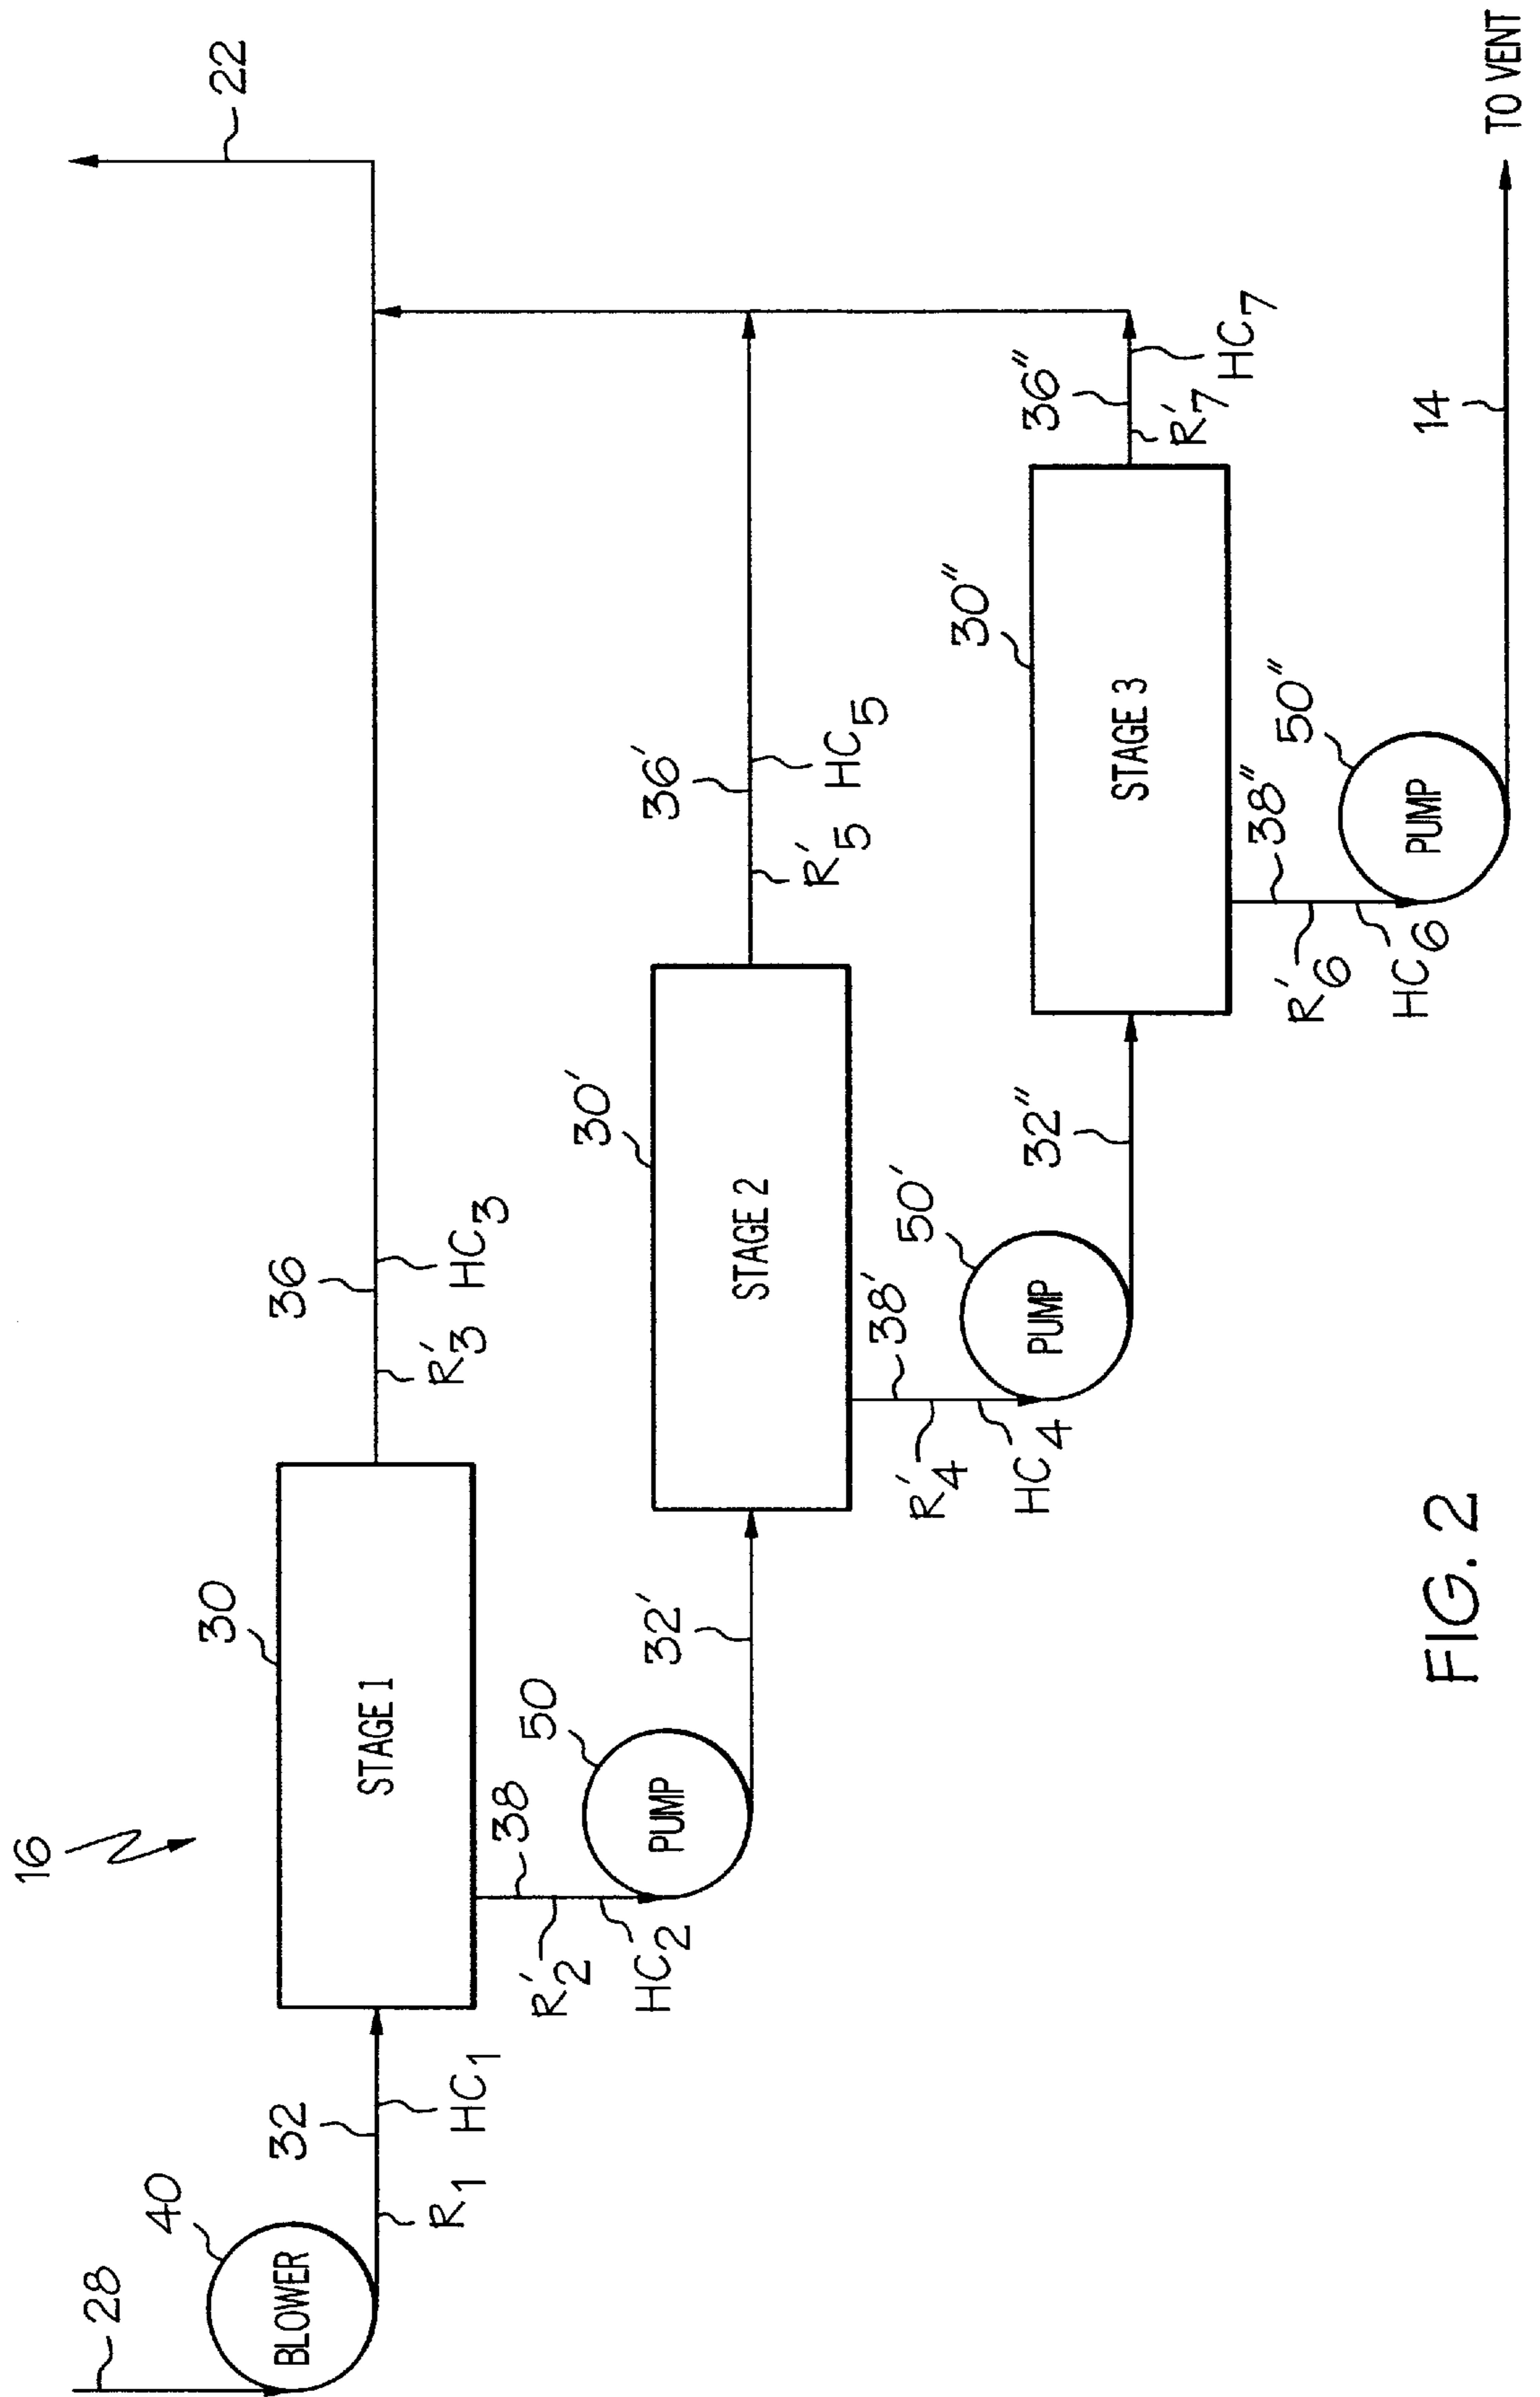 16
28
40
BLOWER
32
R1
HC1
30
STAGE 1
36
R'3
HC3
22
38
R'2
HC2
50
PUMP
32'
30'
STAGE 2
36'
R'5
HC5
38'
R'4
HC4
50'
PUMP
32"
30"
STAGE 3
36"
R'7
HC7
38"
R'6
HC6
50"
PUMP
14
TO VENT
FIG. 2